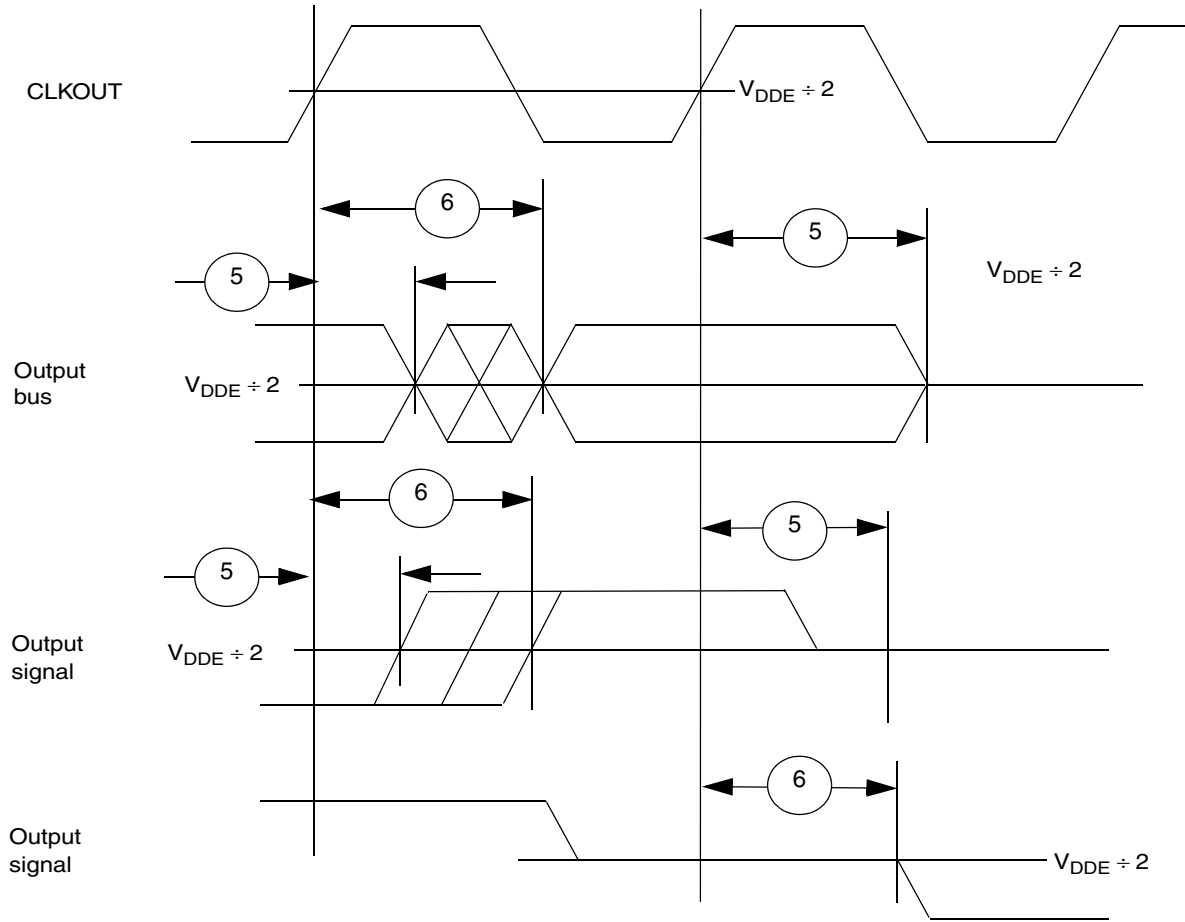 CLKOUT
V_DDE ÷ 2
6
5
5
V_DDE ÷ 2
Output
bus
V_DDE ÷ 2
6
5
5
Output
signal
V_DDE ÷ 2
6
Output
signal
V_DDE ÷ 2